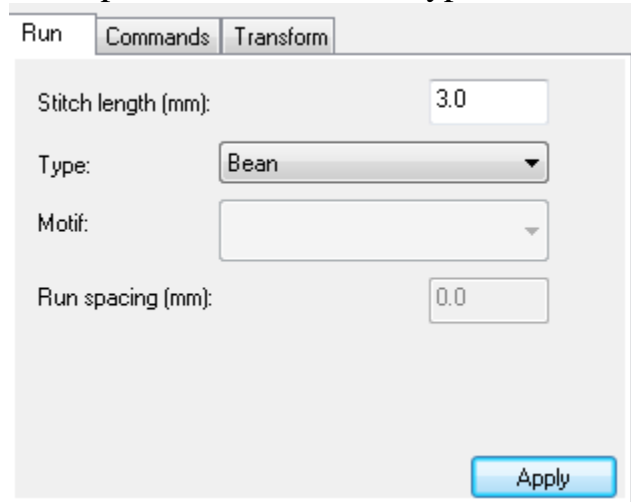 Run Commands Transform
Stitch length (mm): 3.0
Type: Bean
Motif:
Run spacing (mm): 0.0
Apply